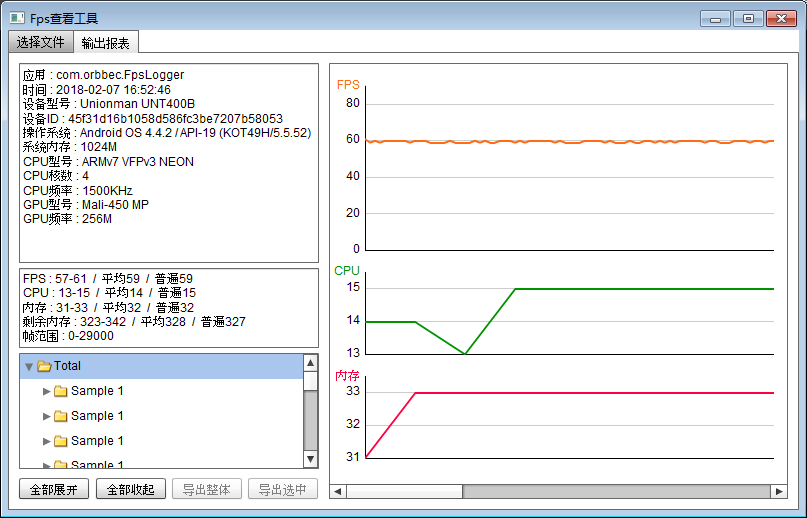 Fps查看工具
选择文件 输出报表
应用 : com.orbbec.FpsLogger
时间 : 2018-02-07 16:52:46
设备型号 : Unionman UNT400B
设备ID : 45f31d16b1058d586fc3be7207b58053
操作系统 : Android OS 4.4.2 / API-19 (KOT49H/5.5.52)
系统内存 : 1024M
CPU型号 : ARMv7 VFPv3 NEON
CPU核数 : 4
CPU频率 : 1500KHz
GPU型号 : Mali-450 MP
GPU频率 : 256M
FPS : 57-61 / 平均59 / 普遍59
CPU : 13-15 / 平均14 / 普遍15
内存 : 31-33 / 平均32 / 普遍32
剩余内存 : 323-342 / 平均328 / 普遍327
帧范围 : 0-29000
Total
Sample 1
Sample 1
Sample 1
Sample 1
全部展开 全部收起 导出整体 导出选中
FPS
80
60
40
20
0
CPU
15
14
13
内存
33
32
31